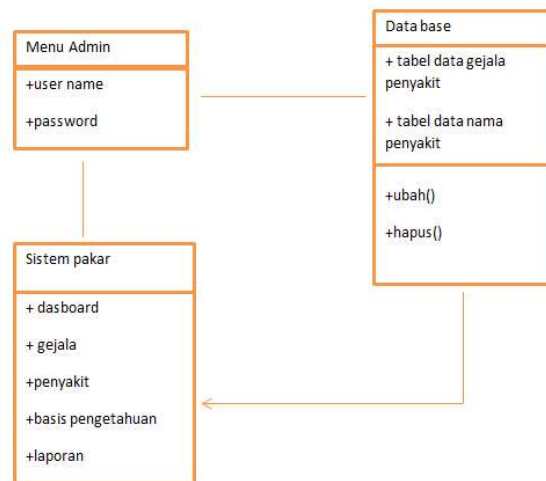 Menu Admin
+user name
+password
Data base
+ tabel data gejala
penyakit
+ tabel data nama
penyakit
+ubah()
+hapus()
Sistem pakar
+ dasboard
+ gejala
+penyakit
+basis pengetahuan
+laporan